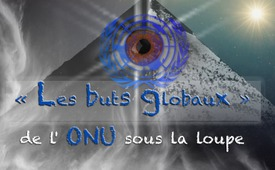 « Les buts globaux »
de l' ONU sous la loupe